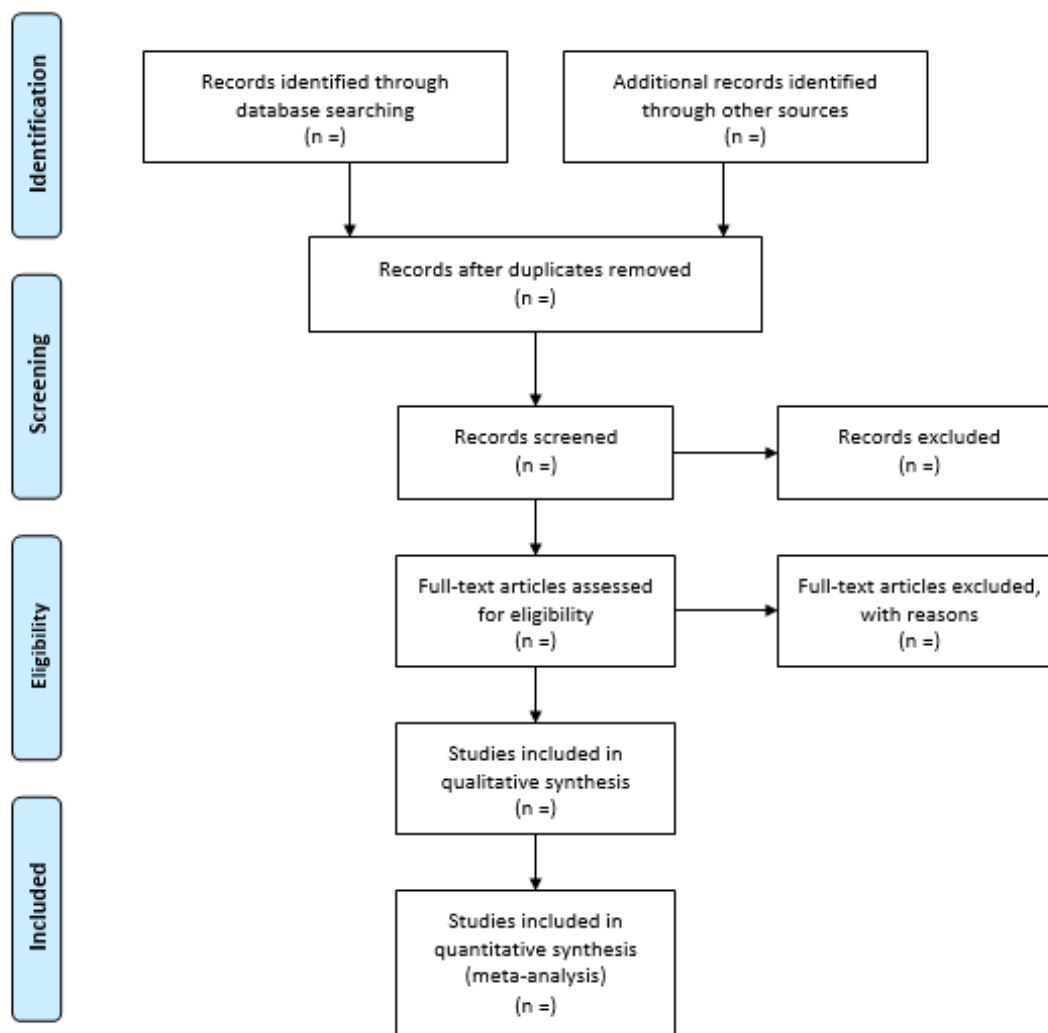 Identification
Records identified through
database searching
(n =)
Additional records identified
through other sources
(n =)
Records after duplicates removed
(n =)
Screening
Records screened
(n =)
Records excluded
(n =)
Eligibility
Full-text articles assessed
for eligibility
(n =)
Full-text articles excluded,
with reasons
(n =)
Studies included in
qualitative synthesis
(n =)
Included
Studies included in
quantitative synthesis
(meta-analysis)
(n =)